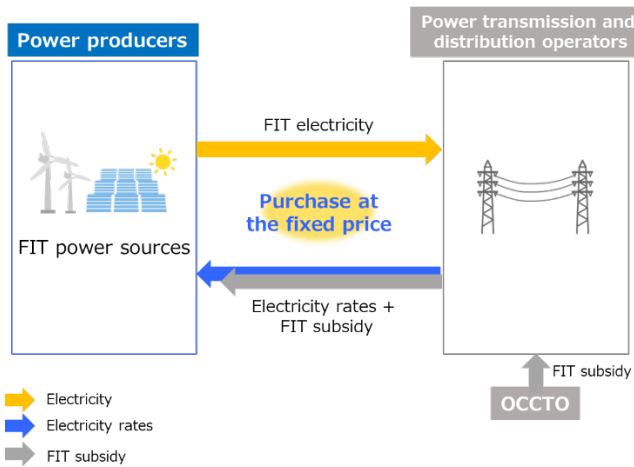 Power producers
Power transmission and
distribution operators
FIT electricity
Purchase at
the fixed price
FIT power sources
Electricity rates +
FIT subsidy
FIT subsidy
OCCTO
Electricity
Electricity rates
FIT subsidy